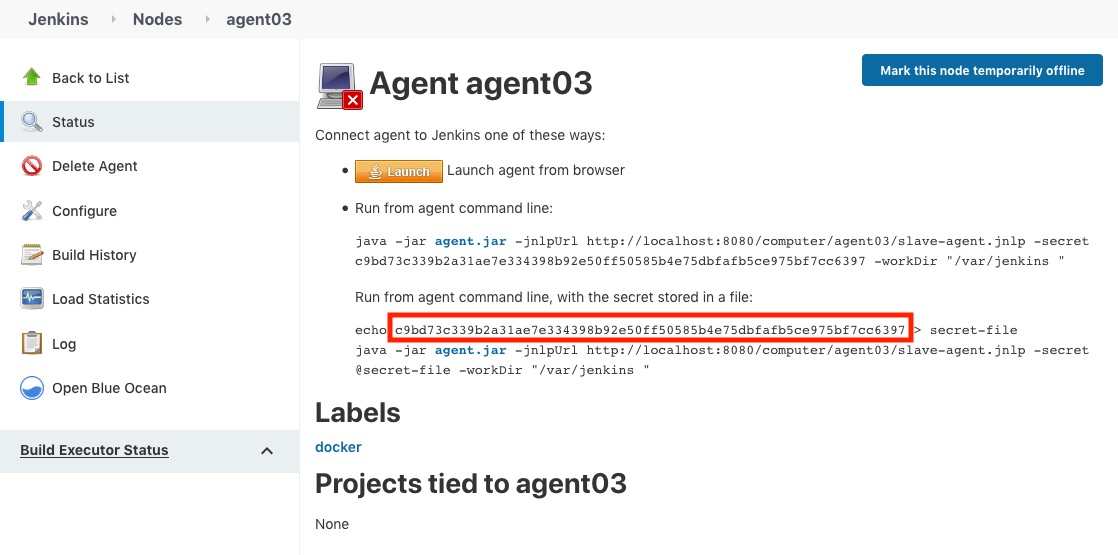 Jenkins Nodes agent03
Back to List
Status
Delete Agent
Configure
Build History
Load Statistics
Log
Open Blue Ocean
Build Executor Status
Agent agent03
Mark this node temporarily offline
Connect agent to Jenkins one of these ways:
Launch Launch agent from browser
Run from agent command line:
java -jar agent.jar -jnlpUrl http://localhost:8080/computer/agent03/slave-agent.jnlp -secret
c9bd73c339b2a31ae7e334398b92e50ff50585b4e75dbfafb5ce975bf7cc6397 -workDir "/var/jenkins "
Run from agent command line, with the secret stored in a file:
echo c9bd73c339b2a31ae7e334398b92e50ff50585b4e75dbfafb5ce975bf7cc6397 > secret-file
java -jar agent.jar -jnlpUrl http://localhost:8080/computer/agent03/slave-agent.jnlp -secret
@secret-file -workDir "/var/jenkins "
Labels
docker
Projects tied to agent03
None